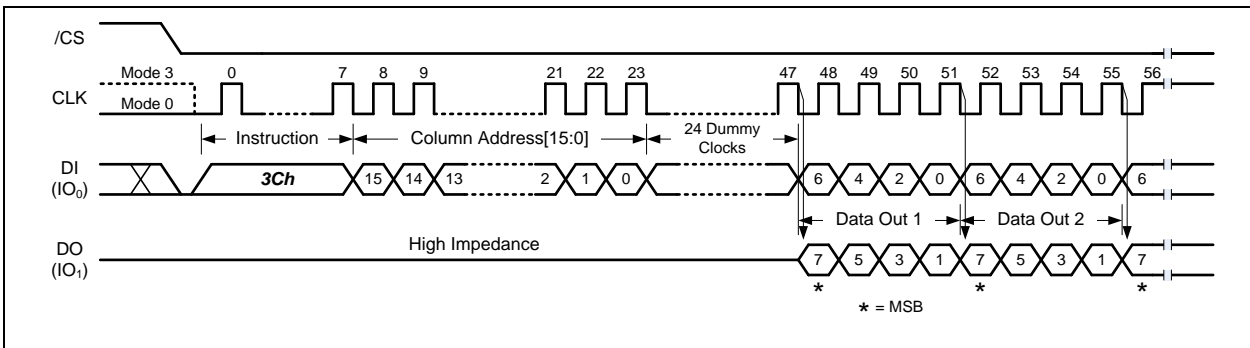 /CS
Mode 3 0 7 8 9 21 22 23 47 48 49 50 51 52 53 54 55 56
CLK
Mode 0
Instruction Column Address[15:0] 24 Dummy Clocks
DI
(IO0)
3Ch 15 14 13 2 1 0 6 4 2 0 6 4 2 0 6
Data Out 1 Data Out 2
DO
(IO1)
High Impedance
7 5 3 1 7 5 3 1 7
* * *
* = MSB